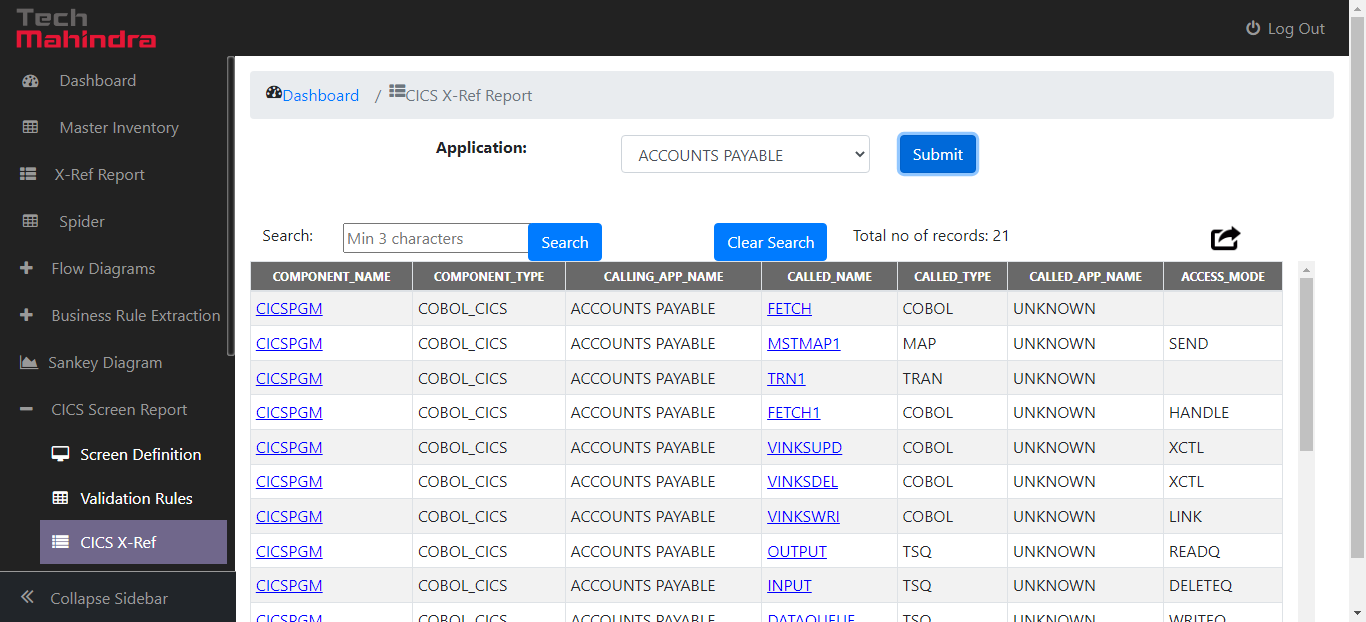 Tech
Mahindra
Log Out
Dashboard
Master Inventory
X-Ref Report
Spider
Flow Diagrams
Business Rule Extraction
Sankey Diagram
CICS Screen Report
Screen Definition
Validation Rules
CICS X-Ref
Collapse Sidebar
Dashboard / CICS X-Ref Report
Application: ACCOUNTS PAYABLE Submit
Search: Min 3 characters Search Clear Search Total no of records: 21
COMPONENT_NAME COMPONENT_TYPE CALLING_APP_NAME CALLED_NAME CALLED_TYPE CALLED_APP_NAME ACCESS_MODE
CICSPGM COBOL_CICS ACCOUNTS PAYABLE FETCH COBOL UNKNOWN
CICSPGM COBOL_CICS ACCOUNTS PAYABLE MSTMAP1 MAP UNKNOWN SEND
CICSPGM COBOL_CICS ACCOUNTS PAYABLE TRN1 TRAN UNKNOWN
CICSPGM COBOL_CICS ACCOUNTS PAYABLE FETCH1 COBOL UNKNOWN HANDLE
CICSPGM COBOL_CICS ACCOUNTS PAYABLE VINKSUPD COBOL UNKNOWN XCTL
CICSPGM COBOL_CICS ACCOUNTS PAYABLE VINKSDEL COBOL UNKNOWN XCTL
CICSPGM COBOL_CICS ACCOUNTS PAYABLE VINKSWRI COBOL UNKNOWN LINK
CICSPGM COBOL_CICS ACCOUNTS PAYABLE OUTPUT TSQ UNKNOWN READQ
CICSPGM COBOL_CICS ACCOUNTS PAYABLE INPUT TSQ UNKNOWN DELETEQ
CICSPGM COBOL_CICS ACCOUNTS PAYABLE DATAQUEUE TSQ UNKNOWN WRITEQ